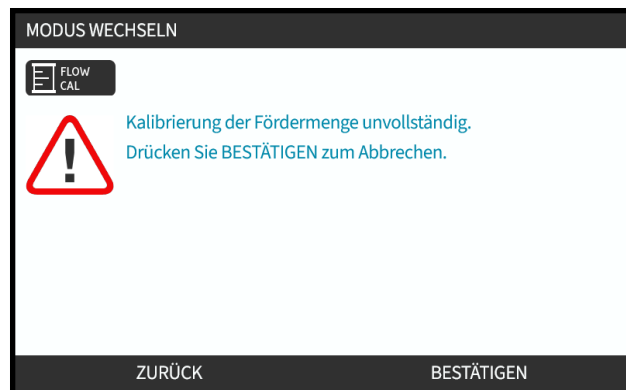 MODUS WECHSELN
FLOW
CAL
Kalibrierung der Fördermenge unvollständig.
Drücken Sie BESTÄTIGEN zum Abbrechen.
ZURÜCK BESTÄTIGEN